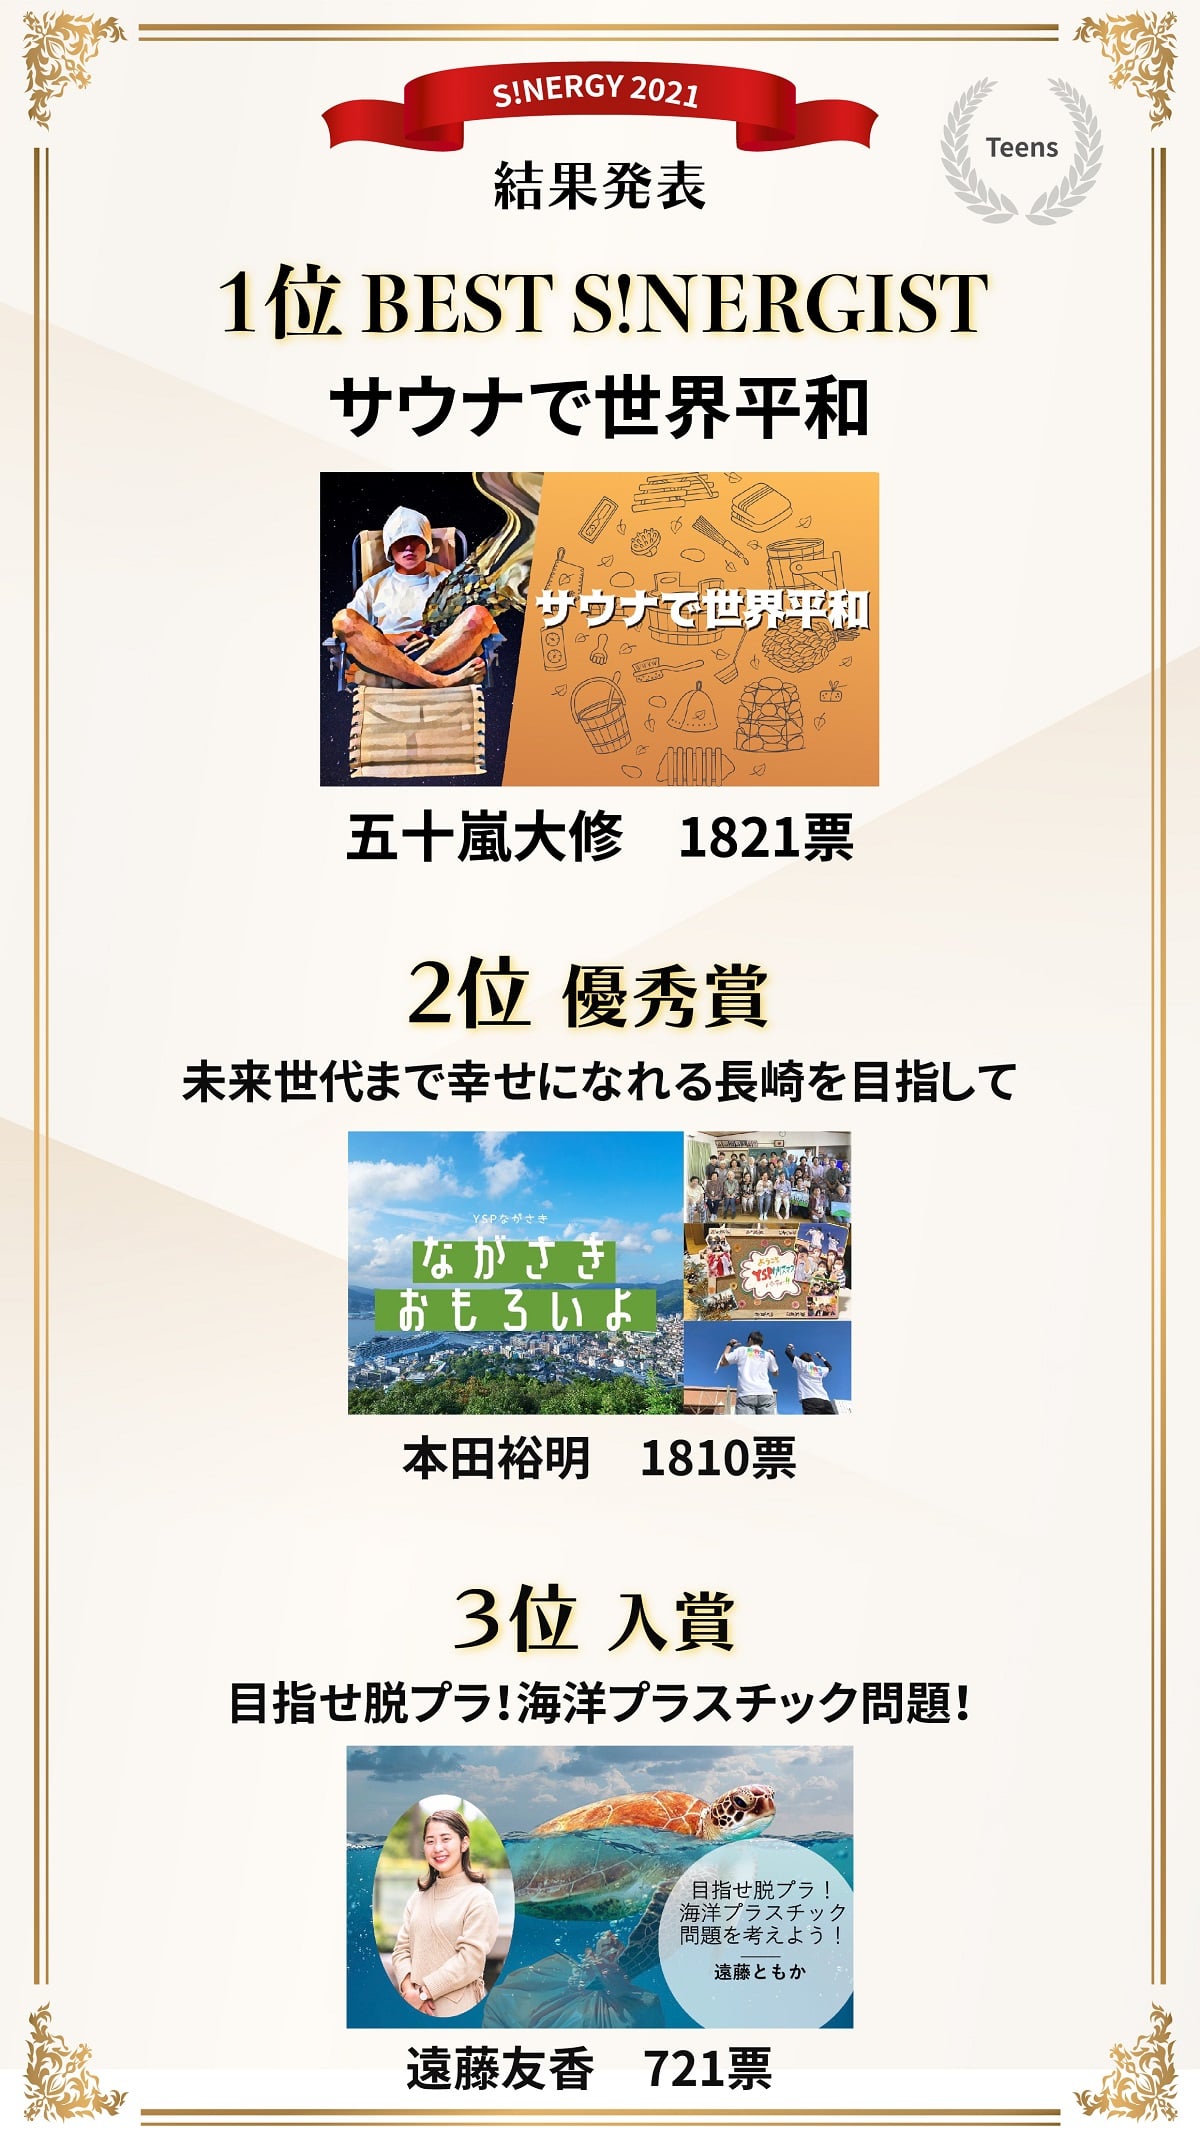 S!NERGY 2021
Teens
結果発表
1位 BEST S!NERGIST
サウナで世界平和
サウナで世界平和
五十嵐大修　1821票
2位 優秀賞
未来世代まで幸せになれる長崎を目指して
YSPながさき
ながさき
おもろいよ
ようこそ
YSP
本田裕明　1810票
3位 入賞
目指せ脱プラ！海洋プラスチック問題！
目指せ脱プラ！
海洋プラスチック
問題を考えよう！
遠藤ともか
遠藤友香　721票